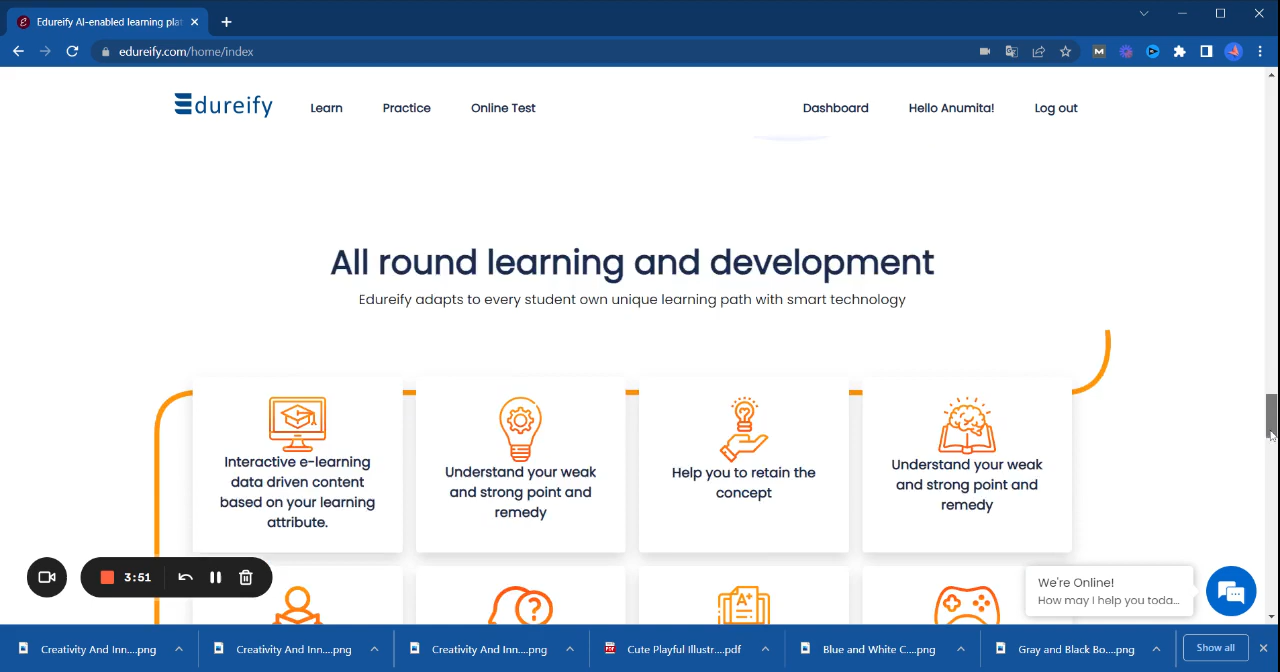 Edureify AI-enabled learning plat
edureify.com/home/index
Edureify
Learn
Practice
Online Test
Dashboard
Hello Anumita!
Log out
All round learning and development
Edureify adapts to every student own unique learning path with smart technology
Interactive e-learning
data driven content
based on your learning
attribute.
Understand your weak
and strong point and
remedy
Help you to retain the
concept
Understand your weak
and strong point and
remedy
A+
3:51
We're Online!
How may I help you toda...
Creativity And Inn....png
Creativity And Inn....png
Creativity And Inn....png
Cute Playful Illustr....pdf
Blue and White C....png
Gray and Black Bo....png
Show all